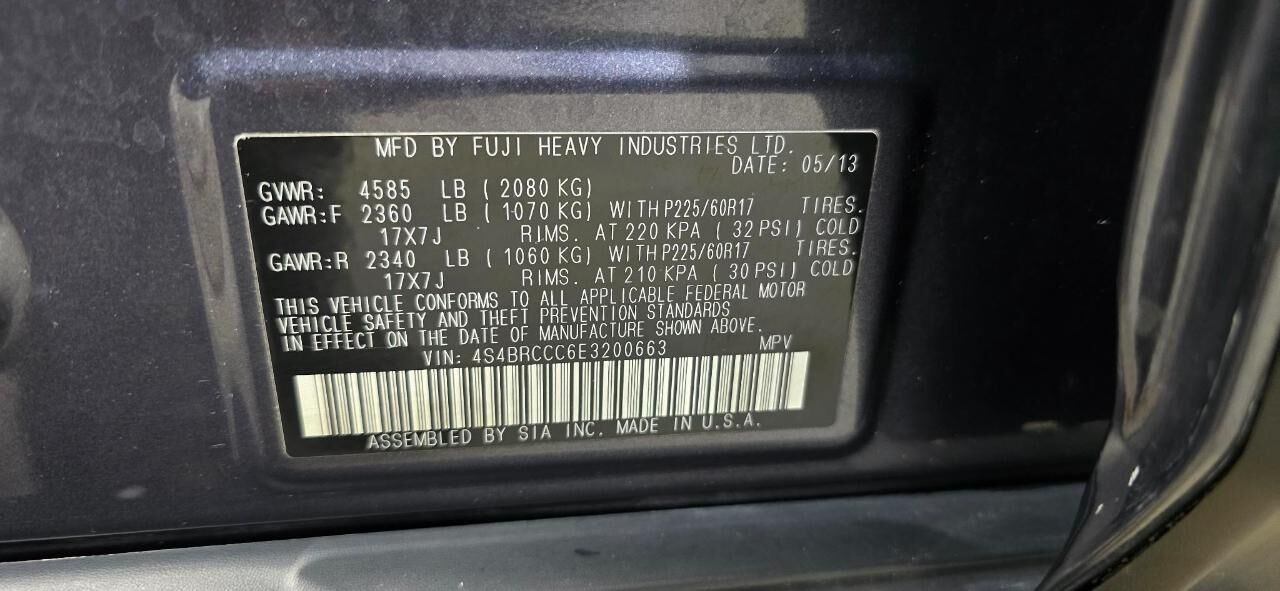 MFD BY FUJI HEAVY INDUSTRIES LTD.
DATE: 05/13
GVWR: 4585 LB ( 2080 KG)
GAWR:F 2360 LB ( 1070 KG) WITH P225/60R17 TIRES.
17X7J RIMS. AT 220 KPA ( 32 PSI) COLD
GAWR:R 2340 LB ( 1060 KG) WITH P225/60R17 TIRES.
17X7J RIMS. AT 210 KPA ( 30 PSI) COLD
THIS VEHICLE CONFORMS TO ALL APPLICABLE FEDERAL MOTOR
VEHICLE SAFETY AND THEFT PREVENTION STANDARDS
IN EFFECT ON THE DATE OF MANUFACTURE SHOWN ABOVE.
VIN: 4S4BRCCC6E3200663 MPV
ASSEMBLED BY SIA INC. MADE IN U.S.A.